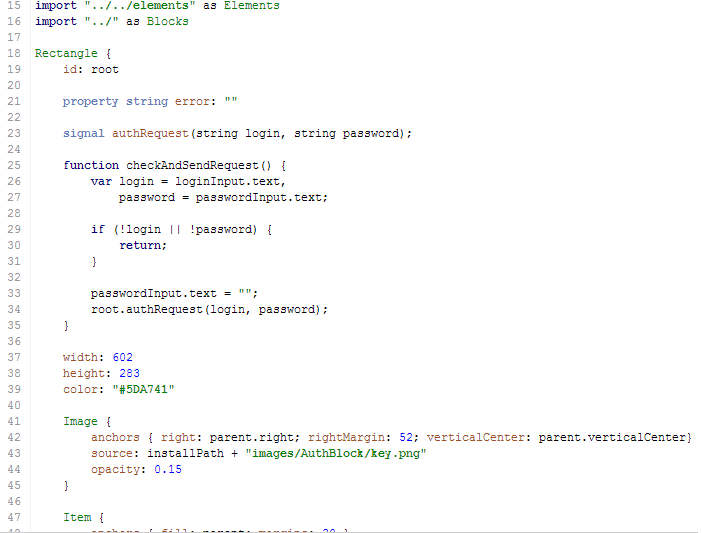 15 import "../../elements" as Elements
16 import "../" as Blocks
17
18 Rectangle {
19     id: root
20
21     property string error: ""
22
23     signal authRequest(string login, string password);
24
25     function checkAndSendRequest() {
26         var login = loginInput.text,
27             password = passwordInput.text;
28
29         if (!login || !password) {
30             return;
31         }
32
33         passwordInput.text = "";
34         root.authRequest(login, password);
35     }
36
37     width: 602
38     height: 283
39     color: "#5DA741"
40
41     Image {
42         anchors { right: parent.right; rightMargin: 52; verticalCenter: parent.verticalCenter}
43         source: installPath + "images/AuthBlock/key.png"
44         opacity: 0.15
45     }
46
47     Item {